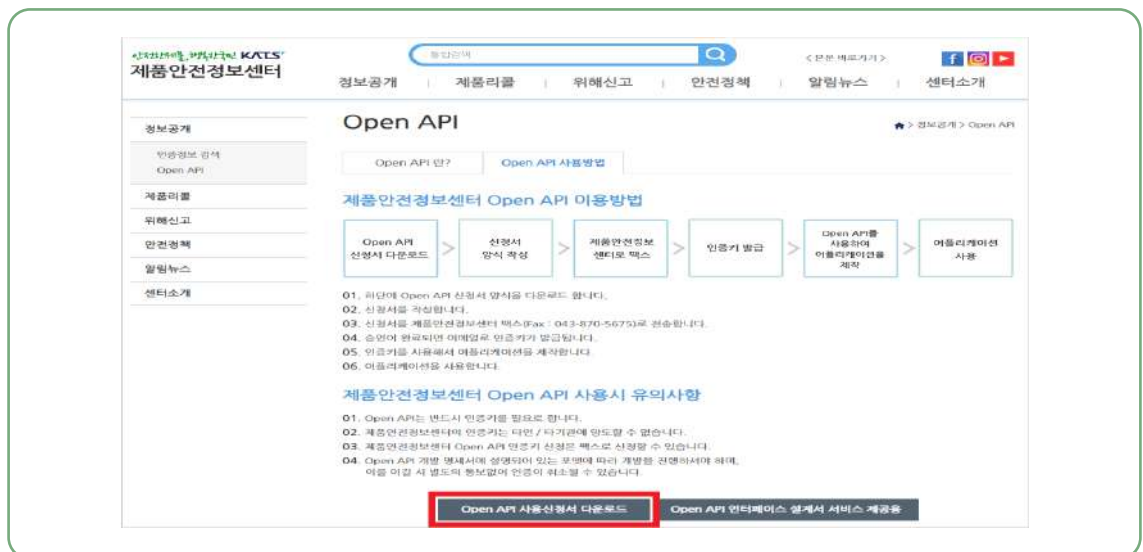 안전한제품, 행복한국민 KATS
제품안전정보센터
통합검색
<본문 바로가기>
정보공개 | 제품리콜 | 위해신고 | 안전정책 | 알림뉴스 | 센터소개
정보공개
인증정보 검색
Open API
제품리콜
위해신고
안전정책
알림뉴스
센터소개
Open API
> 정보공개 > Open API
Open API 란?
Open API 사용방법
제품안전정보센터 Open API 이용방법
Open API
신청서 다운로드
>
신청서
양식 작성
>
제품안전정보
센터로 팩스
>
인증키 발급
>
Open API를
사용하여
어플리케이션을
제작
>
어플리케이션
사용
01. 하단에 Open API 신청서 양식을 다운로드 합니다.
02. 신청서를 작성합니다.
03. 신청서를 제품안전정보센터 팩스(Fax : 043-870-5675)로 전송합니다.
04. 승인이 완료되면 이메일로 인증키가 발급됩니다.
05. 인증키를 사용해서 어플리케이션을 제작합니다.
06. 어플리케이션을 사용합니다.
제품안전정보센터 Open API 사용시 유의사항
01. Open API는 반드시 인증키를 필요로 합니다.
02. 제품안전정보센터의 인증키는 타인 / 타기관에 양도할 수 없습니다.
03. 제품안전정보센터 Open API 인증키 신청은 팩스로 신청할 수 있습니다.
04. Open API 개발 명세서에 설명되어 있는 포맷에 따라 개발을 진행하셔야 하며,
이를 어길 시 별도의 통보없이 인증이 취소될 수 있습니다.
Open API 사용신청서 다운로드
Open API 인터페이스 설계서 서비스 제공용